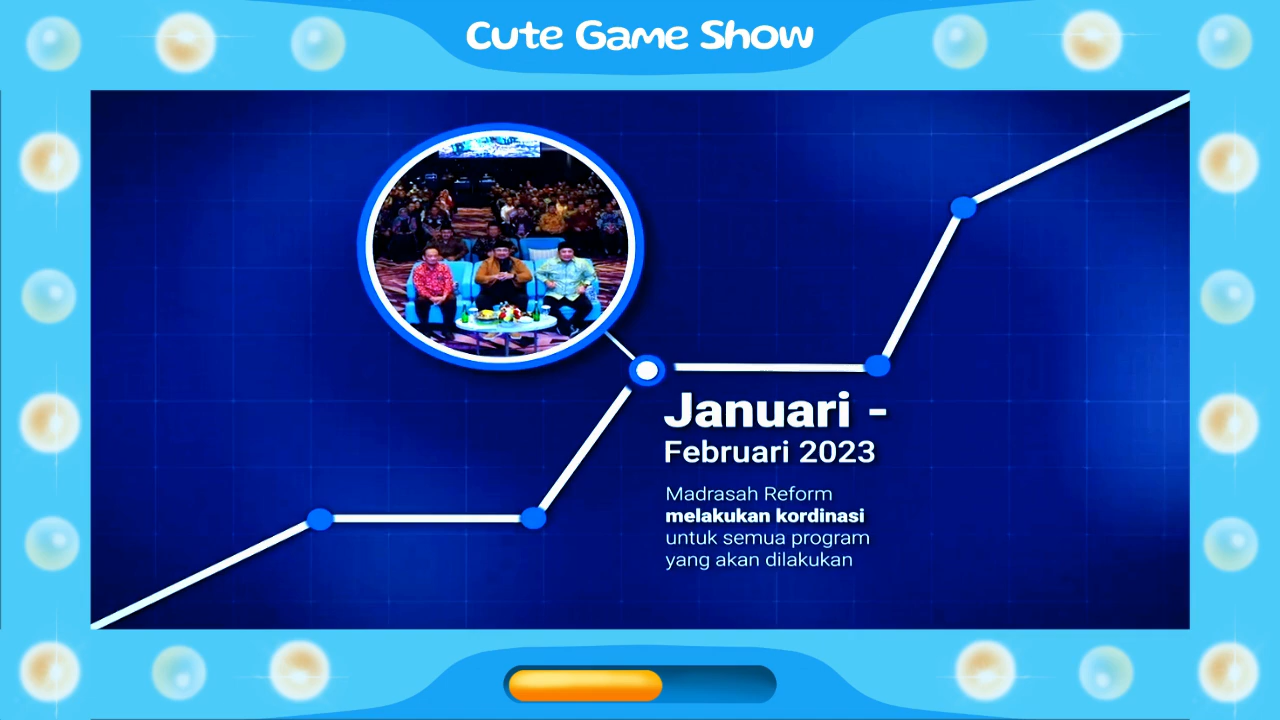 Cute Game Show
Januari -
Februari 2023
Madrasah Reform
melakukan kordinasi
untuk semua program
yang akan dilakukan